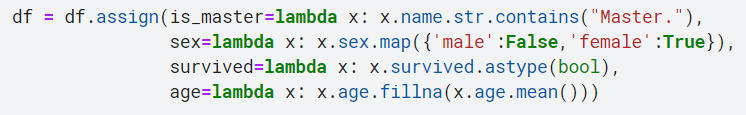 df = df.assign(is_master=lambda x: x.name.str.contains("Master."),
               sex=lambda x: x.sex.map({'male':False,'female':True}),
               survived=lambda x: x.survived.astype(bool),
               age=lambda x: x.age.fillna(x.age.mean()))